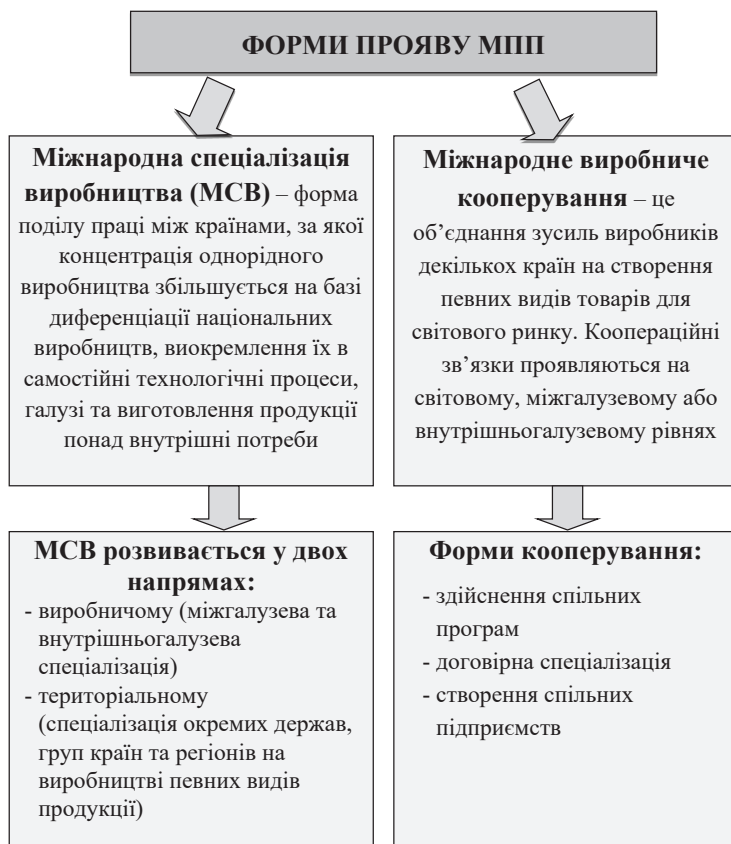 ФОРМИ ПРОЯВУ МПП
Міжнародна спеціалізація
виробництва (МСВ) – форма
поділу праці між країнами, за якої
концентрація однорідного
виробництва збільшується на базі
диференціації національних
виробництв, виокремлення їх в
самостійні технологічні процеси,
галузі та виготовлення продукції
понад внутрішні потреби
Міжнародне виробниче
кооперування – це
об’єднання зусиль виробників
декількох країн на створення
певних видів товарів для
світового ринку. Коопераційні
зв’язки проявляються на
світовому, міжгалузевому або
внутрішньогалузевому рівнях
МСВ розвивається у двох
напрямах:
- виробничому (міжгалузева та
внутрішньогалузева
спеціалізація)
- територіальному
(спеціалізація окремих держав,
груп країн та регіонів на
виробництві певних видів
продукції)
Форми кооперування:
- здійснення спільних
програм
- договірна спеціалізація
- створення спільних
підприємств